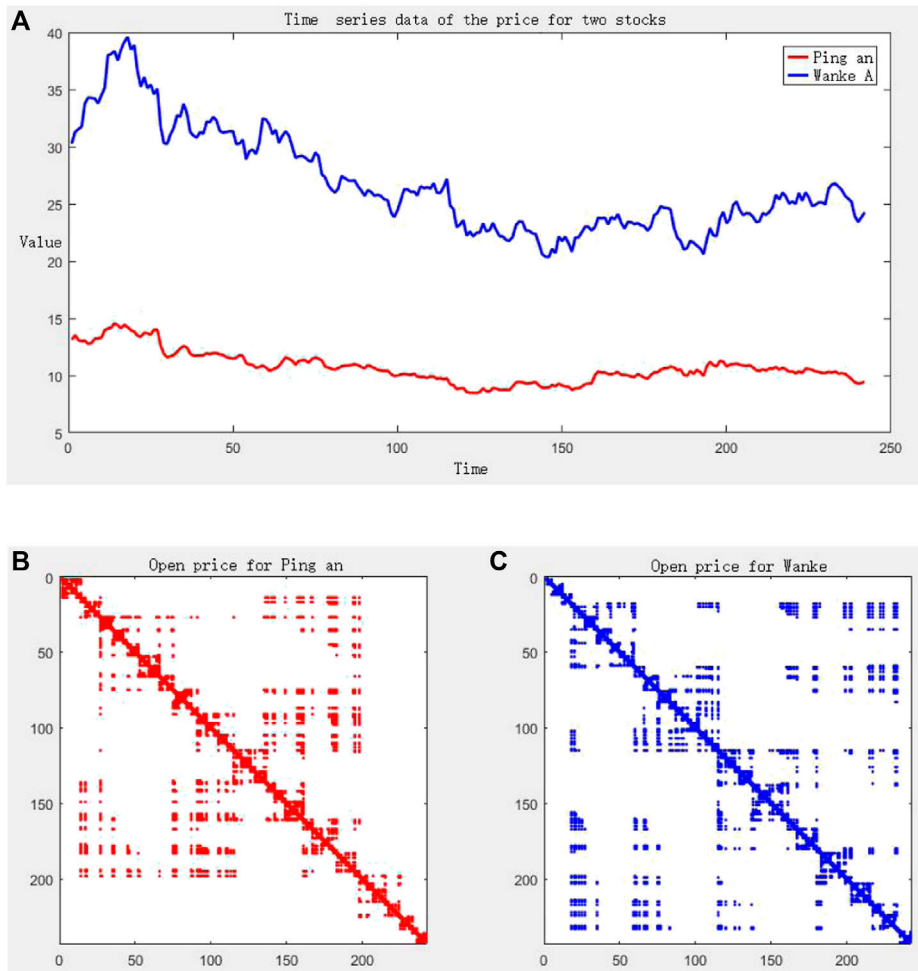 A
Time series data of the price for two stocks
40
35
30
25
Value
20
15
10
5
Ping an
Wanke A
0 50 100 150 200 250
Time
B
Open price for Ping an
0
50
100
150
200
0 50 100 150 200
C
Open price for Wanke
0
50
100
150
200
0 50 100 150 200